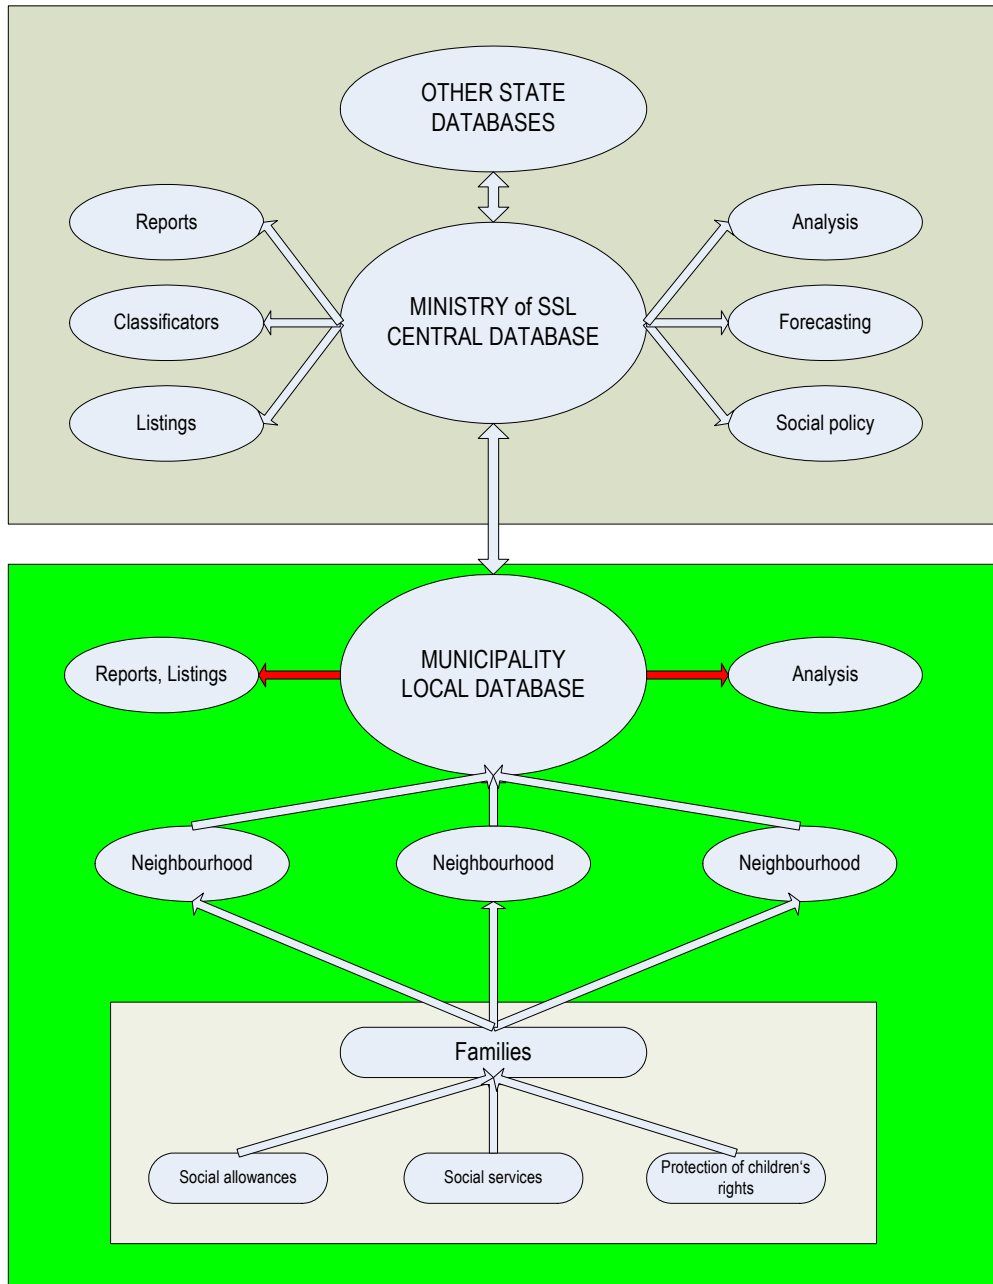 OTHER STATE
DATABASES
Reports
Analysis
MINISTRY of SSL
CENTRAL DATABASE
Classificators
Forecasting
Listings
Social policy
MUNICIPALITY
LOCAL DATABASE
Reports, Listings
Analysis
Neighbourhood
Neighbourhood
Neighbourhood
Families
Social allowances
Social services
Protection of children‘s
rights